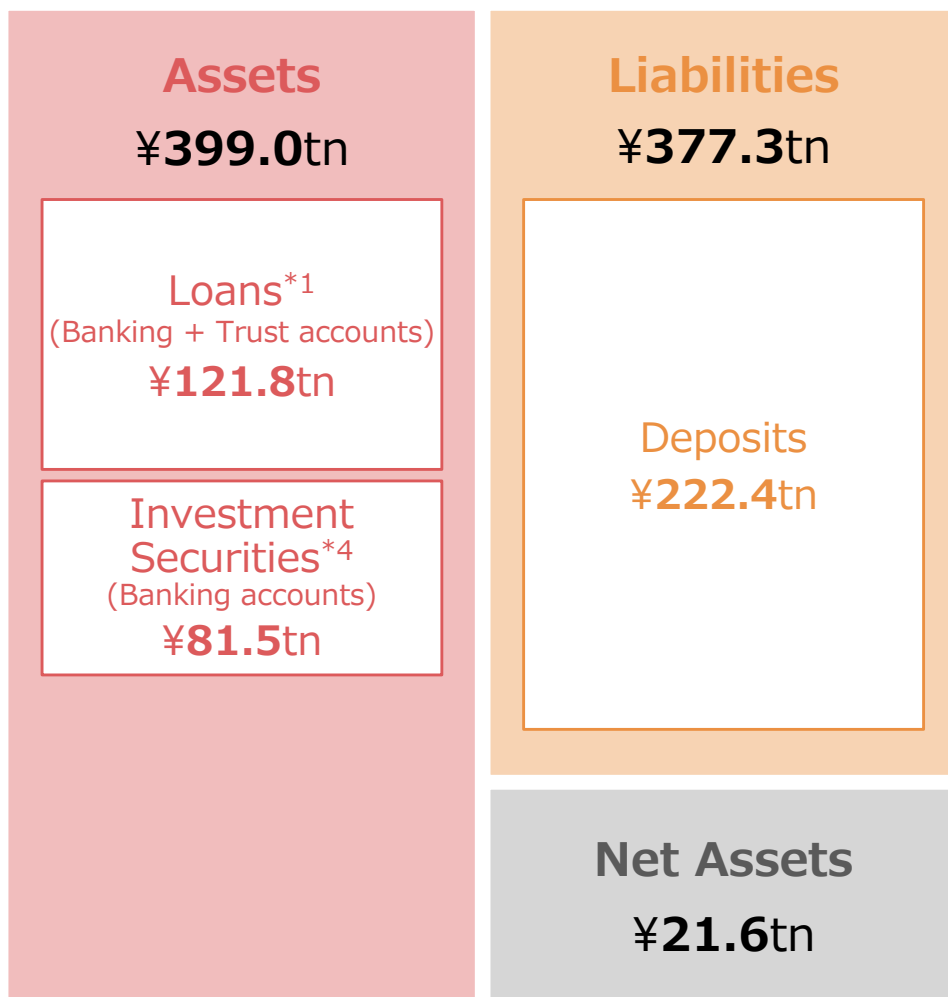 Assets
¥399.0tn
Loans*1
(Banking + Trust accounts)
¥121.8tn
Investment
Securities*4
(Banking accounts)
¥81.5tn
Liabilities
¥377.3tn
Deposits
¥222.4tn
Net Assets
¥21.6tn